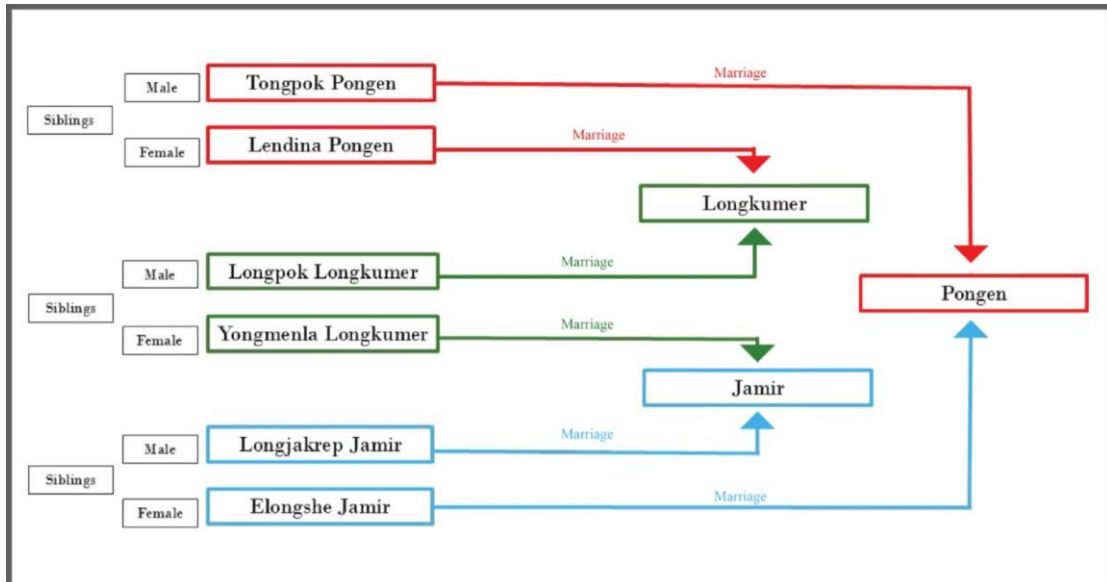 Marriage
Male
Tongpok Pongen
Siblings
Marriage
Female
Lendina Pongen
Longkumer
Male
Longpok Longkumer
Marriage
Pongen
Siblings
Female
Yongmenla Longkumer
Marriage
Jamir
Male
Longjakrep Jamir
Marriage
Siblings
Female
Elongshe Jamir
Marriage